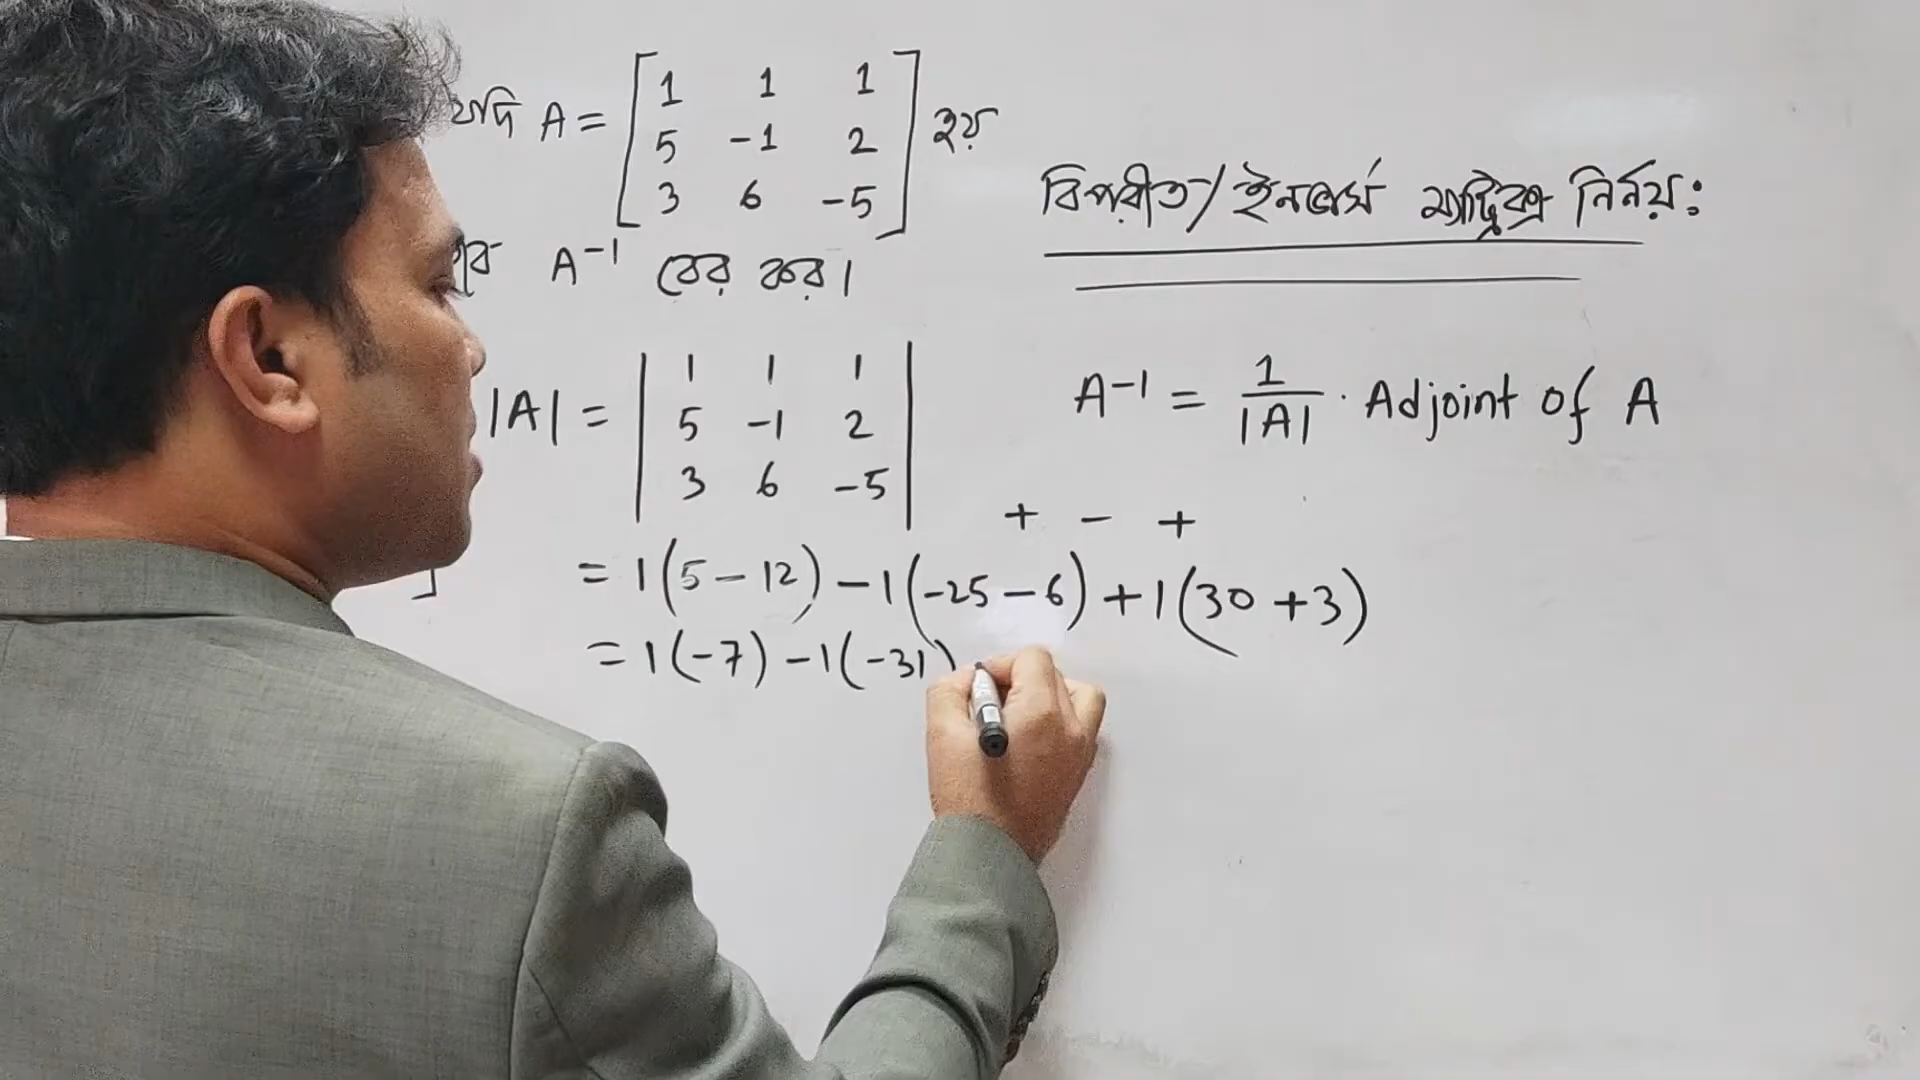 যদি A = [ 1 1 1
5 -1 2
3 6 -5 ] হয়
A⁻¹ বের কর।
বিপরীত/ইনভার্স ম্যাট্রিক্স নির্নয়:
|A| = | 1 1 1
5 -1 2
3 6 -5 |
A⁻¹ = 1/|A| · Adjoint of A
+ - +
= 1(5-12) -1(-25-6) +1(30+3)
= 1(-7) -1(-31)